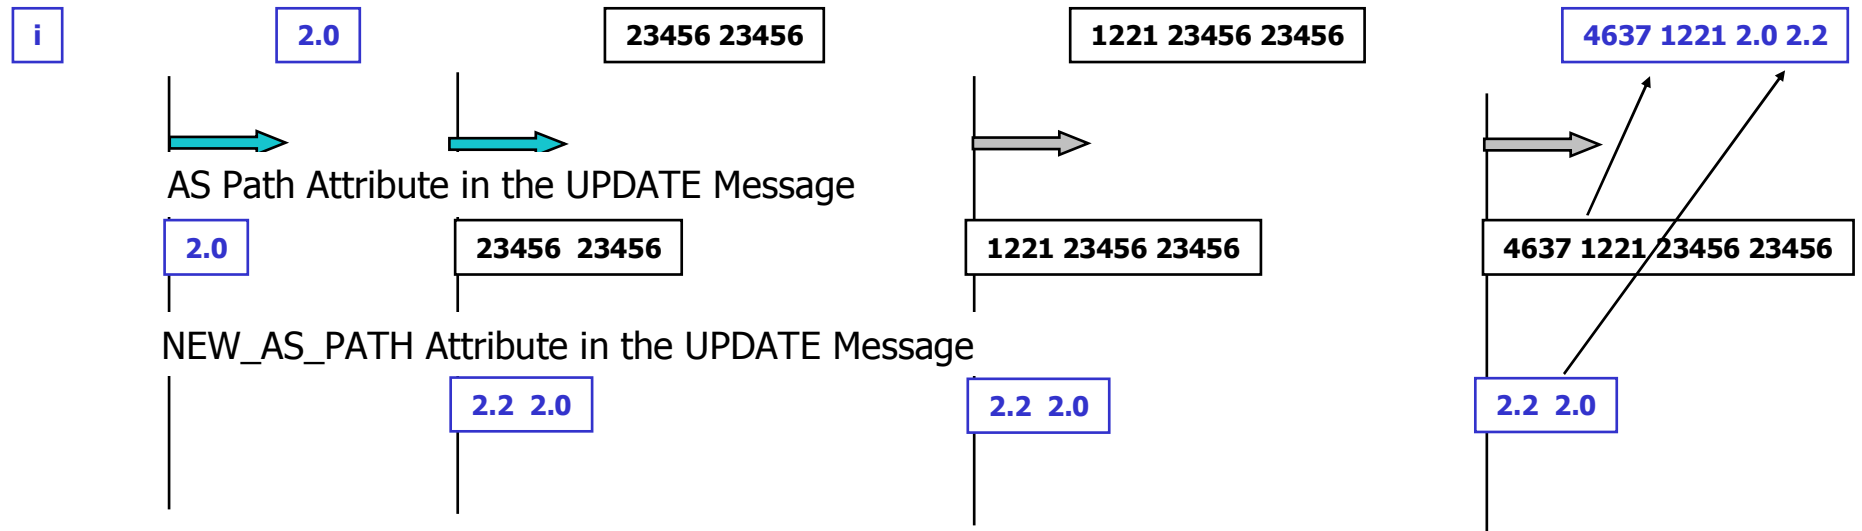 i 2.0 23456 23456 1221 23456 23456 4637 1221 2.0 2.2
AS Path Attribute in the UPDATE Message
2.0 23456 23456 1221 23456 23456 4637 1221 23456 23456
NEW_AS_PATH Attribute in the UPDATE Message
2.2 2.0 2.2 2.0 2.2 2.0